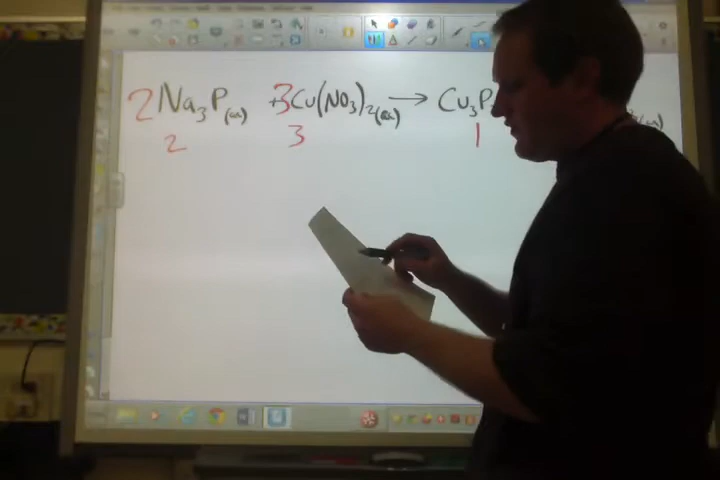 2Na₃P(aq) + 3Cu(NO₃)₂(aq) → Cu₃P
2 3 1